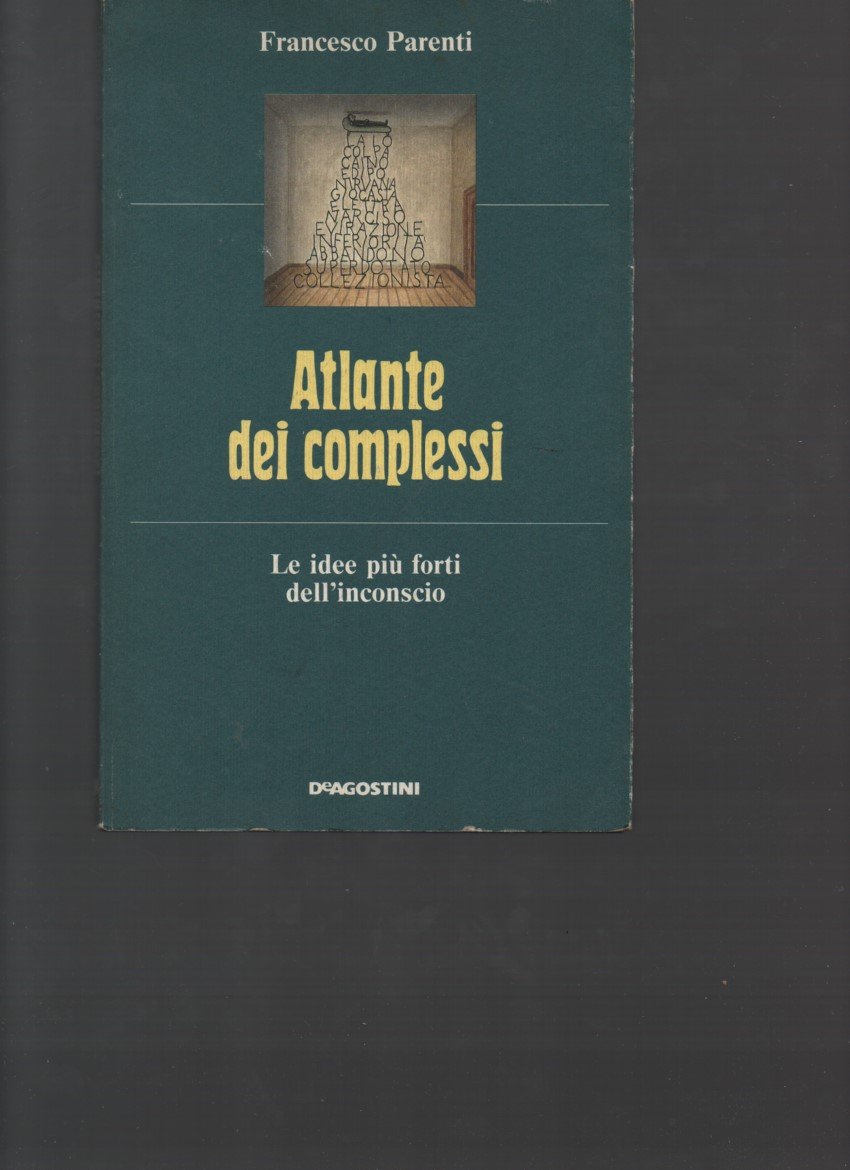 Francesco Parenti
COLPA
CAINO
EDIPO
NIRVANA
GIOCASTA
ELETTRA
NARCISO
EVIRAZIONE
INFERIORITÀ
ABBANDONO
SUPERDOTATO
COLLEZIONISTA
Atlante
dei complessi
Le idee più forti
dell'inconscio
DeAGOSTINI